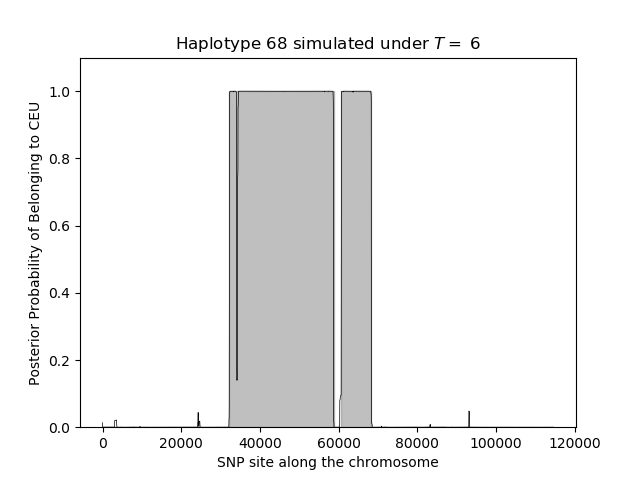 Haplotype 68 simulated under T = 6
Posterior Probability of Belonging to CEU
1.0
0.8
0.6
0.4
0.2
0.0
0 20000 40000 60000 80000 100000 120000
SNP site along the chromosome